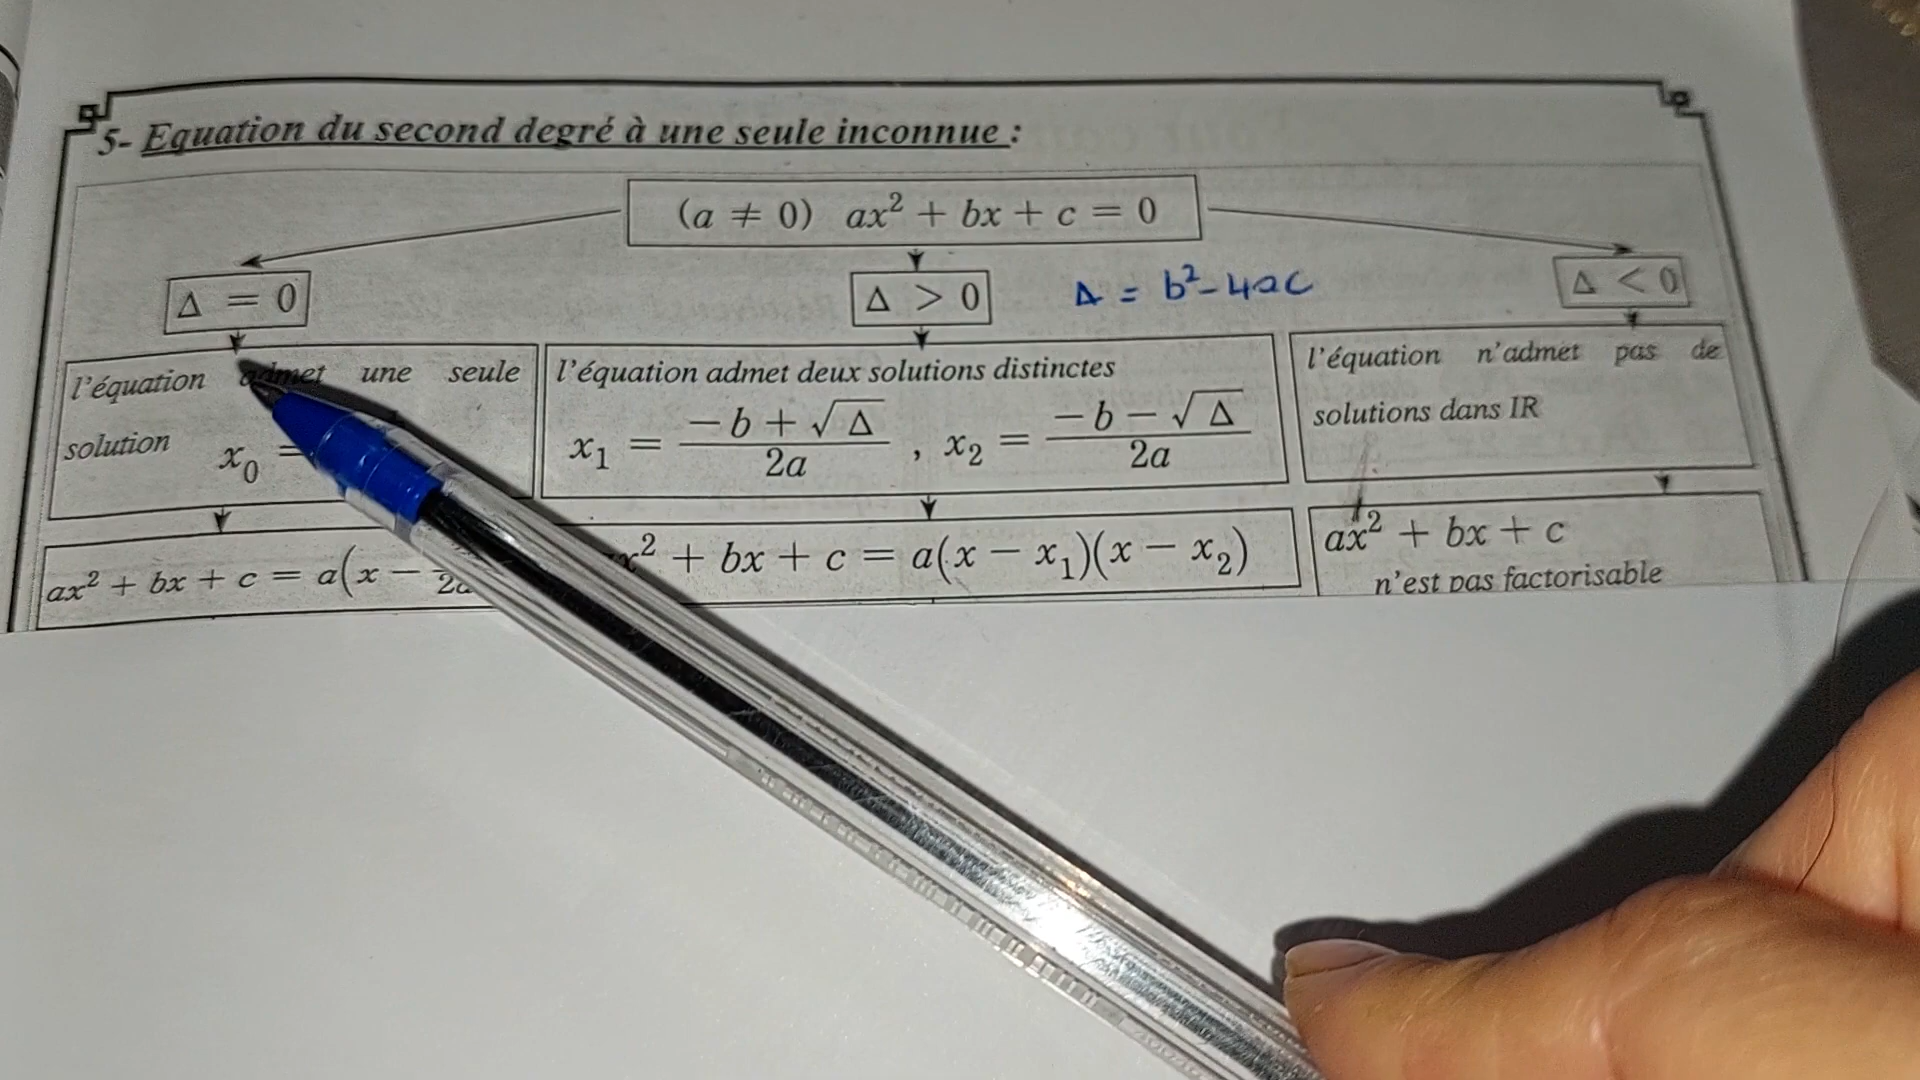 5- Equation du second degré à une seule inconnue :
(a ≠ 0) ax² + bx + c = 0
Δ = 0
Δ > 0
Δ = b² - 4ac
Δ < 0
l'équation admet une seule
solution x₀ =
l'équation admet deux solutions distinctes
x₁ = (-b + √Δ)/2a , x₂ = (-b - √Δ)/2a
l'équation n'admet pas de
solutions dans IR
ax² + bx + c = a(x -
x² + bx + c = a(x - x₁)(x - x₂)
ax² + bx + c
n'est pas factorisable